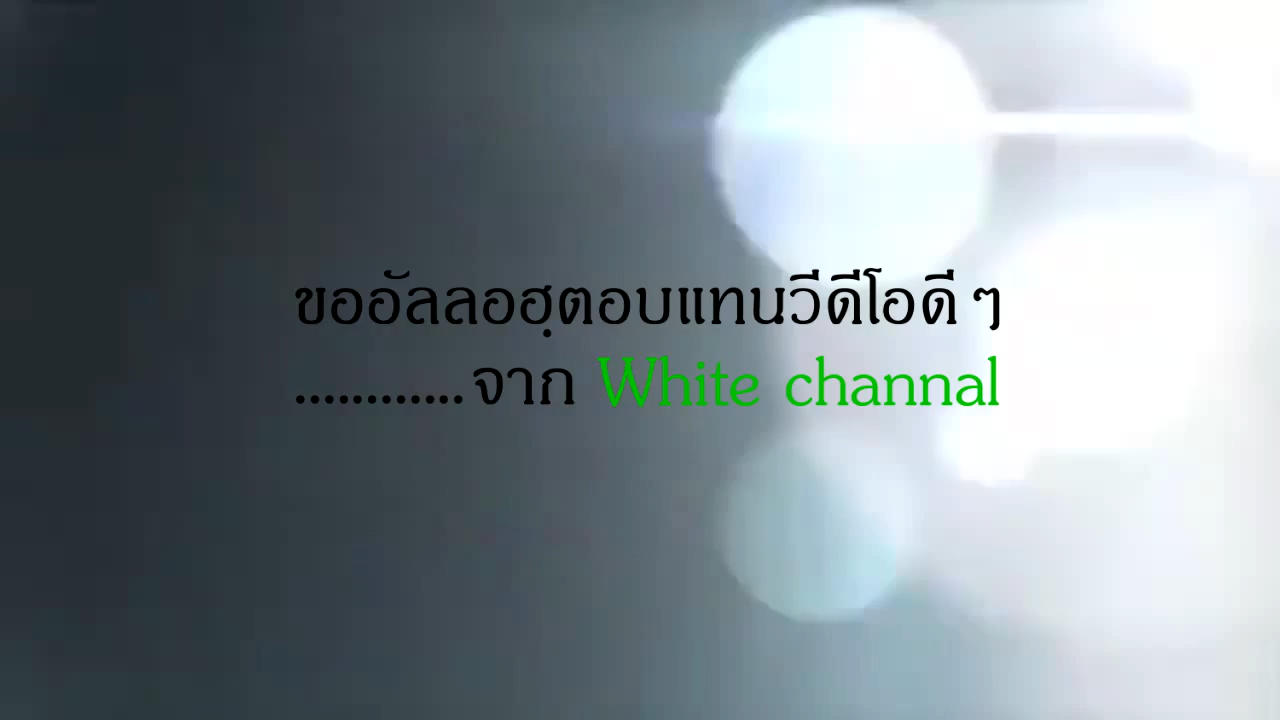 ขออัลลอฮฺตอบแทนวีดีโอดี ๆ
............จาก White channal